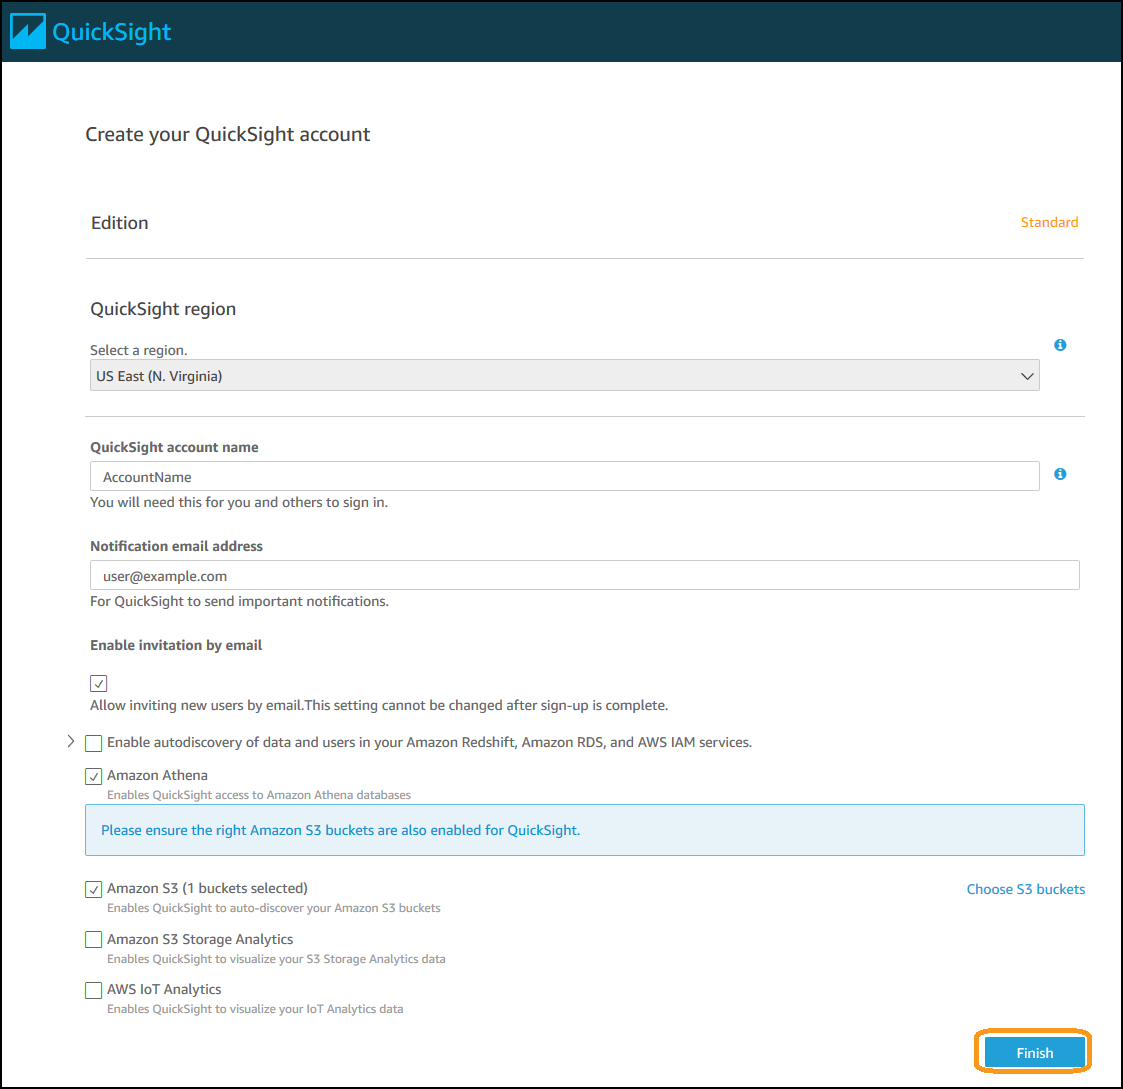 QuickSight
Create your QuickSight account
Edition
Standard
QuickSight region
Select a region.
US East (N. Virginia)
QuickSight account name
AccountName
You will need this for you and others to sign in.
Notification email address
user@example.com
For QuickSight to send important notifications.
Enable invitation by email
Allow inviting new users by email.This setting cannot be changed after sign-up is complete.
Enable autodiscovery of data and users in your Amazon Redshift, Amazon RDS, and AWS IAM services.
Amazon Athena
Enables QuickSight access to Amazon Athena databases
Please ensure the right Amazon S3 buckets are also enabled for QuickSight.
Amazon S3 (1 buckets selected)
Choose S3 buckets
Enables QuickSight to auto-discover your Amazon S3 buckets
Amazon S3 Storage Analytics
Enables QuickSight to visualize your S3 Storage Analytics data
AWS IoT Analytics
Enables QuickSight to visualize your IoT Analytics data
Finish